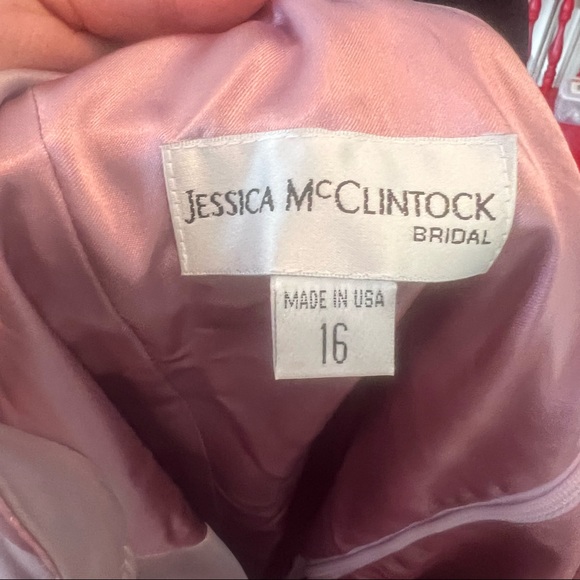 JESSICA McCLINTOCK
BRIDAL
MADE IN USA
16